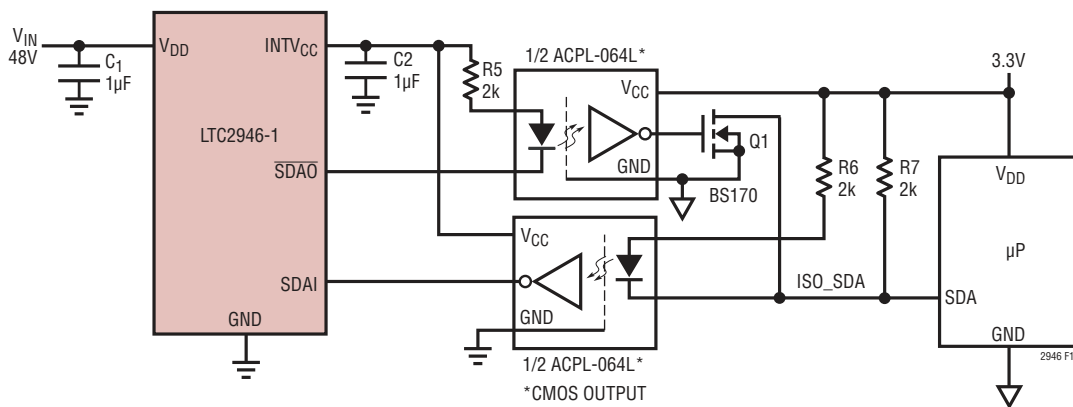 VIN
48V
C1
1µF
VDD
INTVCC
LTC2946-1
SDAO
SDAI
GND
C2
1µF
R5
2k
1/2 ACPL-064L*
VCC
GND
Q1
BS170
VCC
GND
1/2 ACPL-064L*
*CMOS OUTPUT
R6
2k
R7
2k
3.3V
ISO_SDA
VDD
µP
SDA
GND
2946 F1